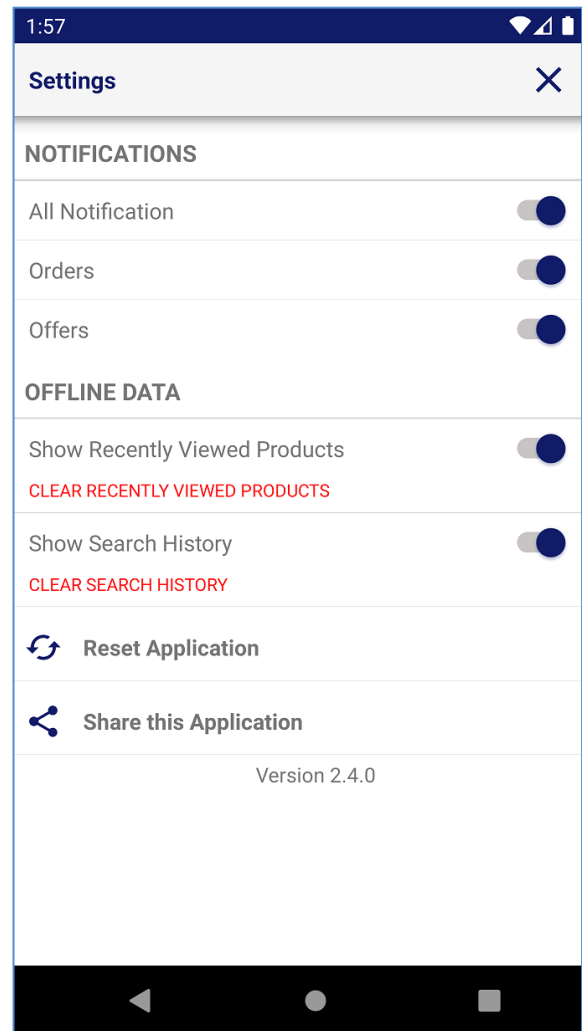 1:57
Settings
NOTIFICATIONS
All Notification
Orders
Offers
OFFLINE DATA
Show Recently Viewed Products
CLEAR RECENTLY VIEWED PRODUCTS
Show Search History
CLEAR SEARCH HISTORY
Reset Application
Share this Application
Version 2.4.0